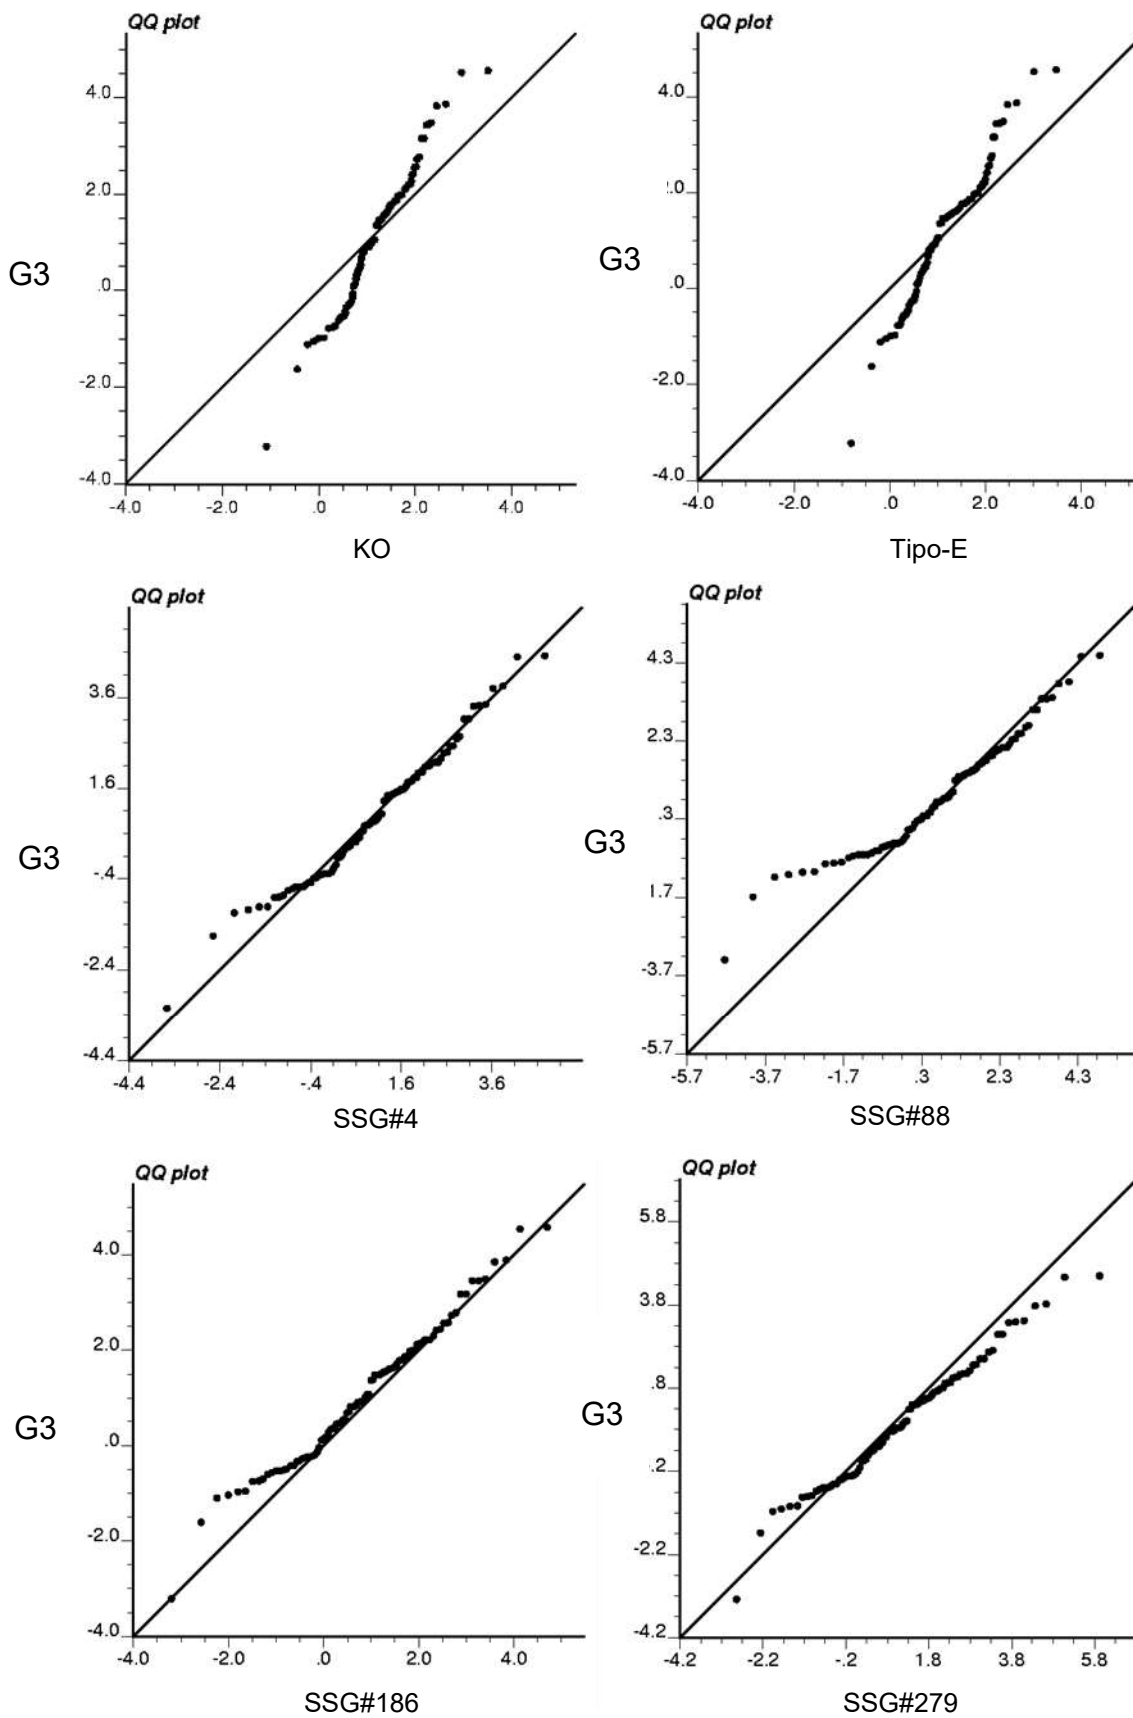 QQ plot
QQ plot
4.0
2.0
.0
-2.0
-4.0
G3
-4.0 -2.0 .0 2.0 4.0
KO
4.0
:.0
.0
-2.0
-4.0
G3
-4.0 -2.0 .0 2.0 4.0
Tipo-E
QQ plot
3.6
1.6
-.4
-2.4
-4.4
G3
-4.4 -2.4 -.4 1.6 3.6
SSG#4
QQ plot
4.3
2.3
.3
1.7
-3.7
-5.7
G3
-5.7 -3.7 -1.7 .3 2.3 4.3
SSG#88
QQ plot
4.0
2.0
.0
-2.0
-4.0
G3
-4.0 -2.0 .0 2.0 4.0
SSG#186
QQ plot
5.8
3.8
.8
.2
-2.2
-4.2
G3
-4.2 -2.2 -.2 1.8 3.8 5.8
SSG#279